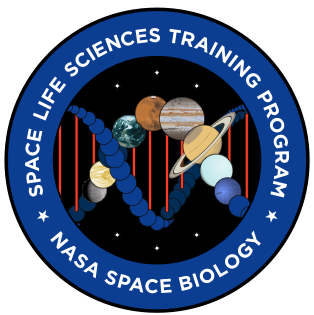 SPACE LIFE SCIENCES TRAINING PROGRAM
NASA SPACE BIOLOGY